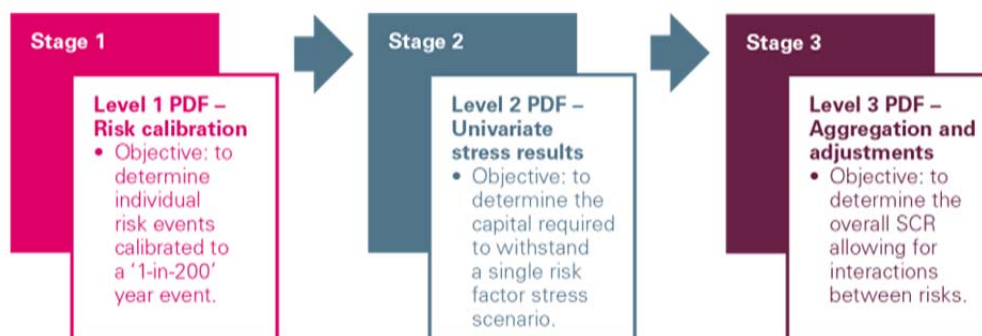 Stage 1
Level 1 PDF –
Risk calibration
• Objective: to
determine
individual
risk events
calibrated to
a ‘1-in-200’
year event.
Stage 2
Level 2 PDF –
Univariate
stress results
• Objective: to
determine the
capital required
to withstand
a single risk
factor stress
scenario.
Stage 3
Level 3 PDF –
Aggregation and
adjustments
• Objective: to
determine the
overall SCR
allowing for
interactions
between risks.